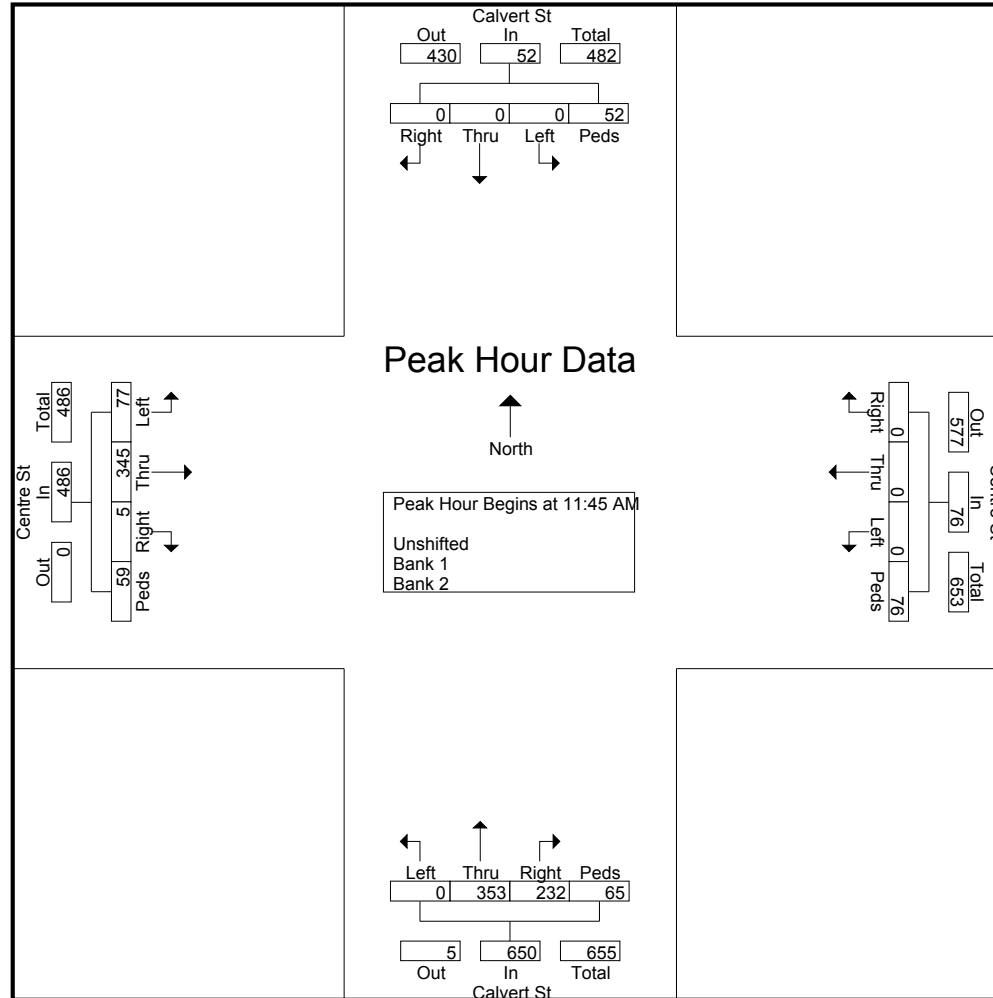 Calvert St
Out In Total
430 52 482
0 0 0 52
Right Thru Left Peds
Peak Hour Data
North
Peak Hour Begins at 11:45 AM
Unshifted
Bank 1
Bank 2
Centre St
Total In Out
486 486 0
77 345 5 59
Left Thru Right Peds
Out In Total
577 76 653
0 0 0 76
Right Thru Left Peds
Left Thru Right Peds
0 353 232 65
5 650 655
Out In Total
Calvert St